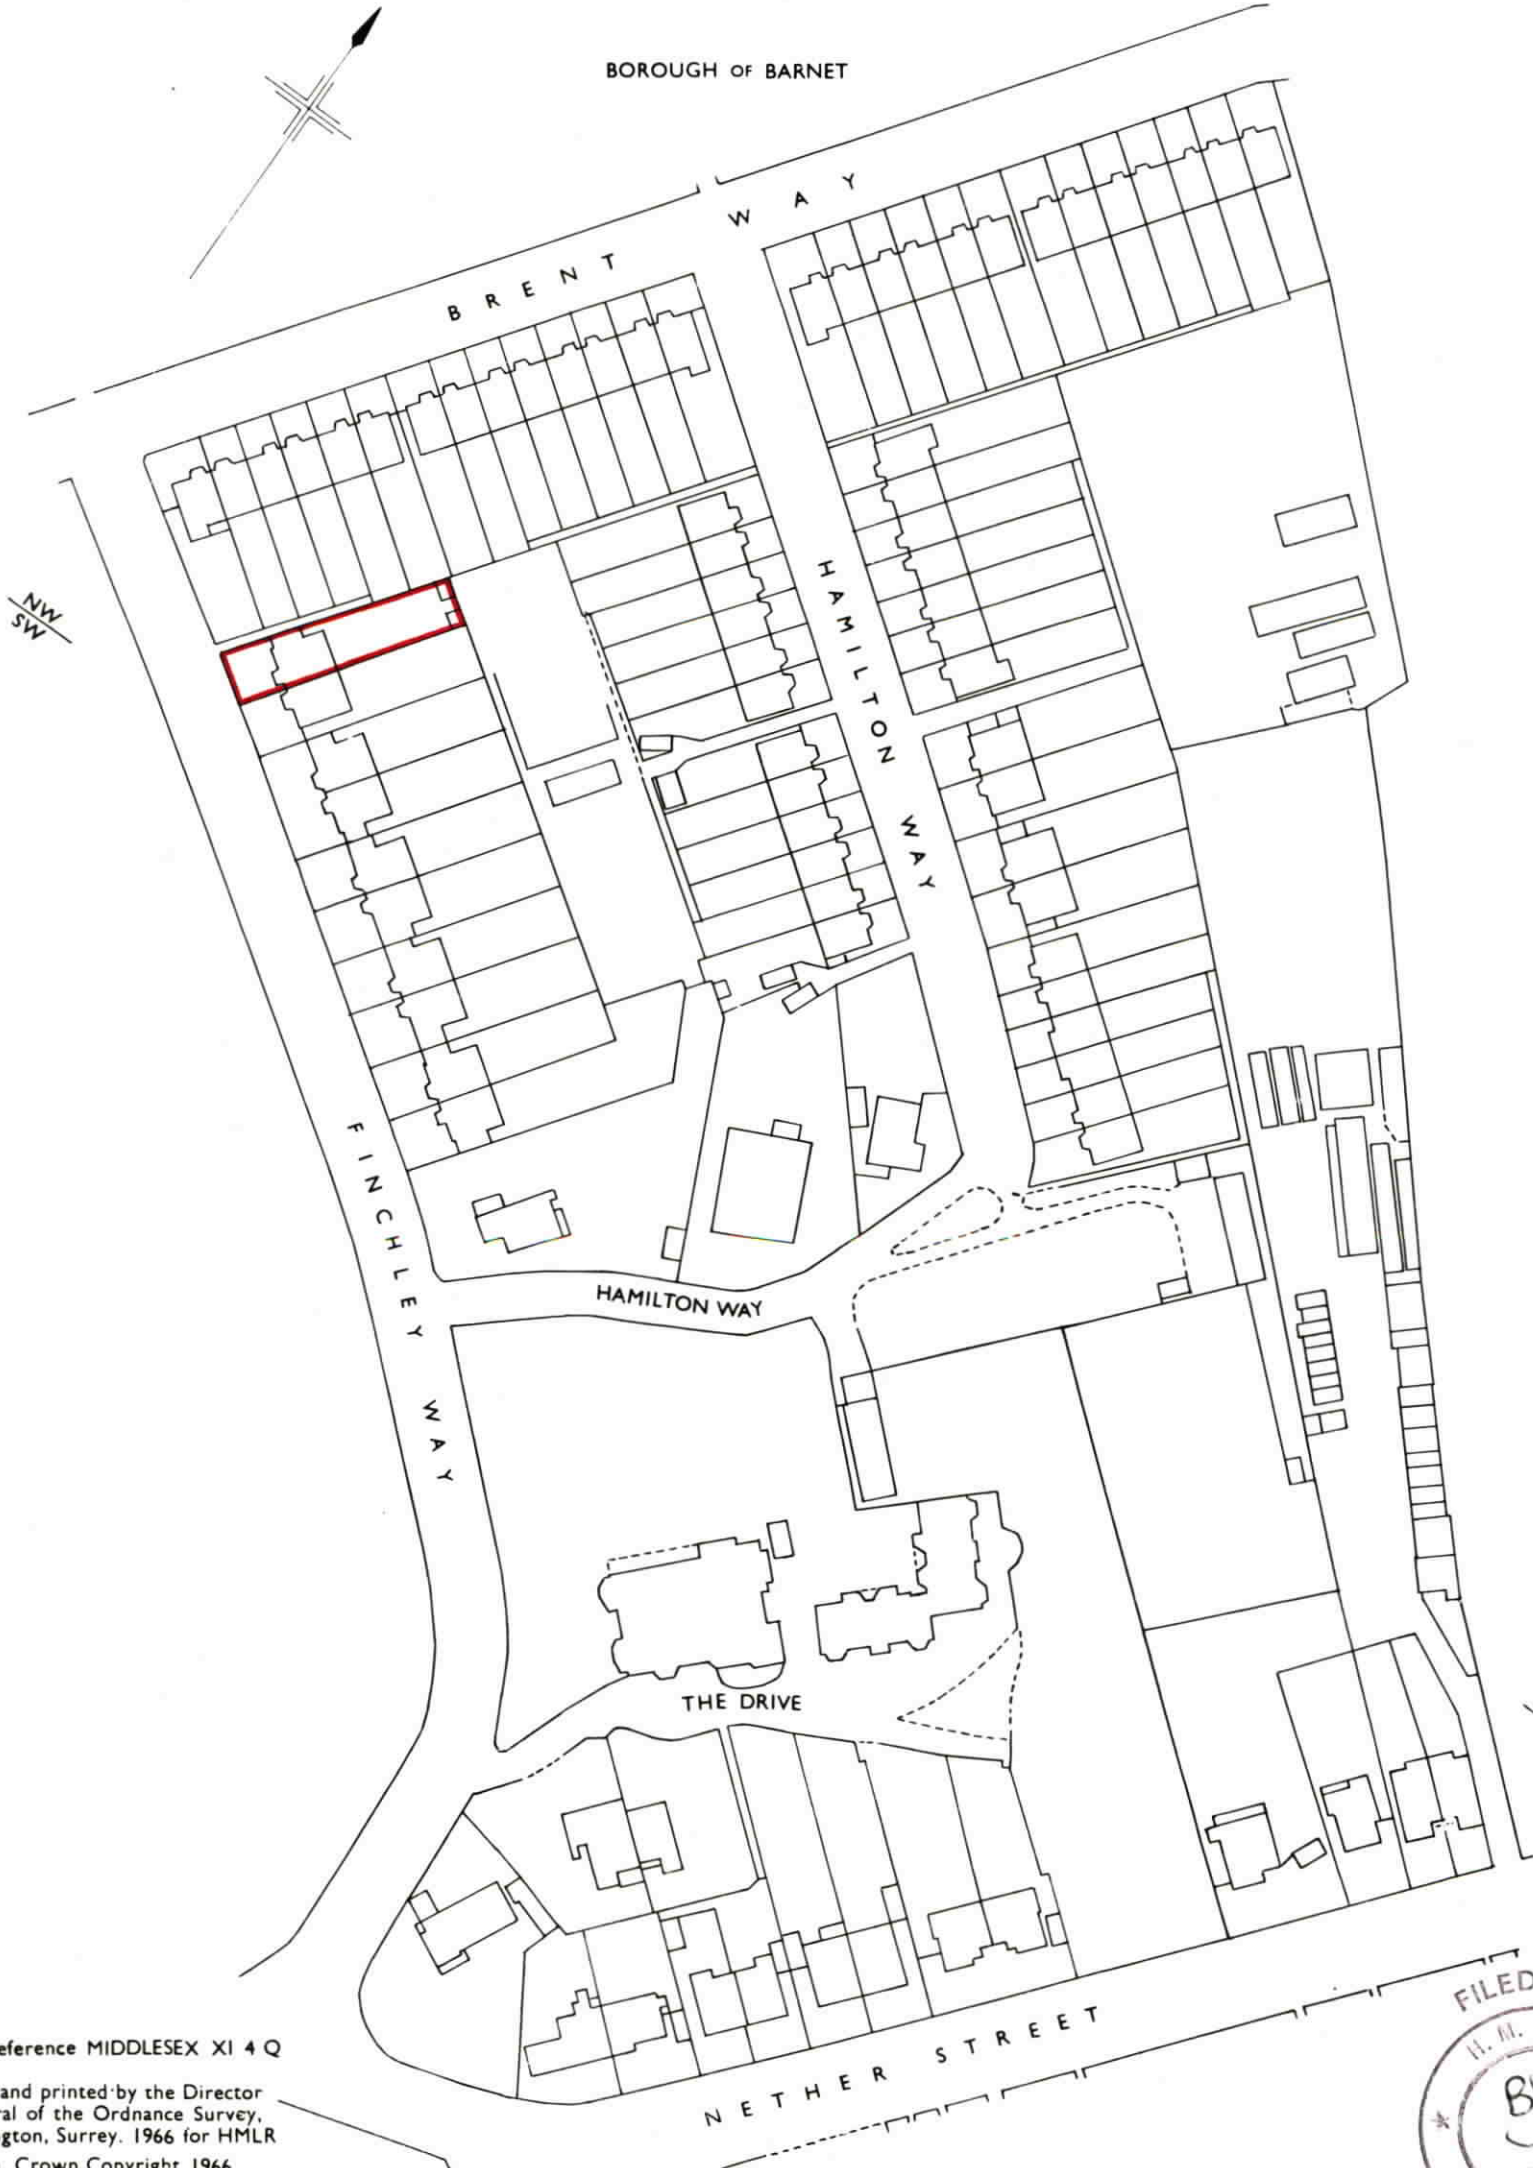 BOROUGH OF BARNET
BRENT WAY
NW
SW
HAMILTON WAY
FINCHLEY WAY
HAMILTON WAY
THE DRIVE
NETHER STREET
eference MIDDLESEX XI 4 Q
and printed by the Director
al of the Ordnance Survey,
gton, Surrey. 1966 for HMLR
Crown Copyright 1966
FILED
H. M.